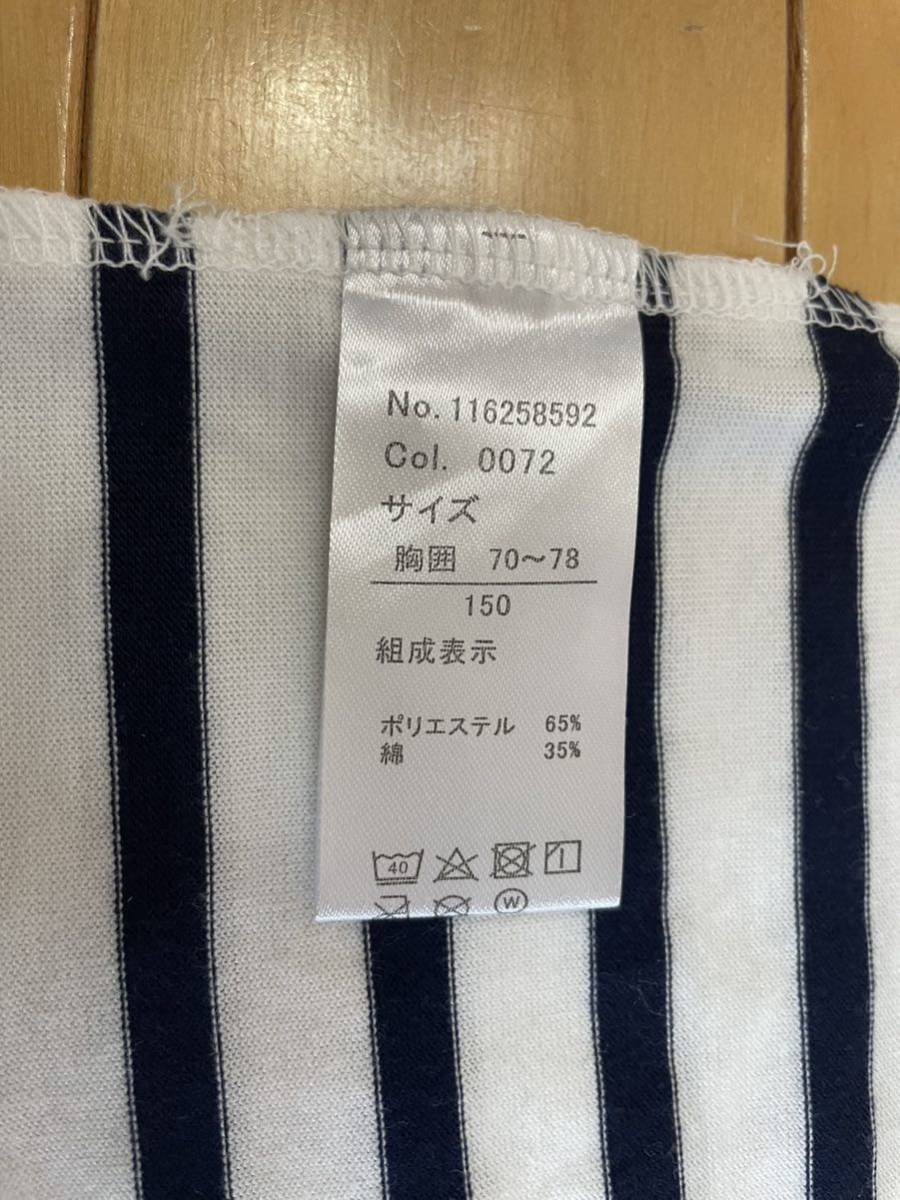 No. 116258592
Col. 0072
サイズ
胸囲 70〜78
150
組成表示
ポリエステル 65%
綿 35%
40
W